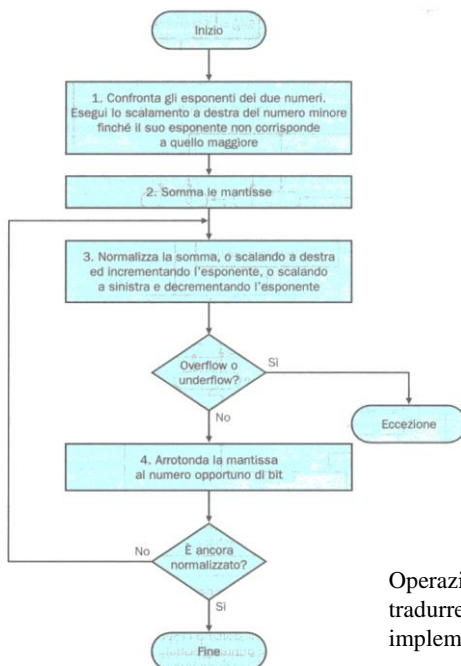 Inizio
1. Confronta gli esponenti dei due numeri.
Esegui lo scalamento a destra del numero minore
finché il suo esponente non corrisponde
a quello maggiore
2. Somma le mantisse
3. Normalizza la somma, o scalando a destra
ed incrementando l'esponente, o scalando
a sinistra e decrementando l'esponente
Overflow o
underflow?
Sì
No
Eccezione
4. Arrotonda la mantissa
al numero opportuno di bit
No
È ancora
normalizzato?
Sì
Fine
Operazi
tradurre
implem